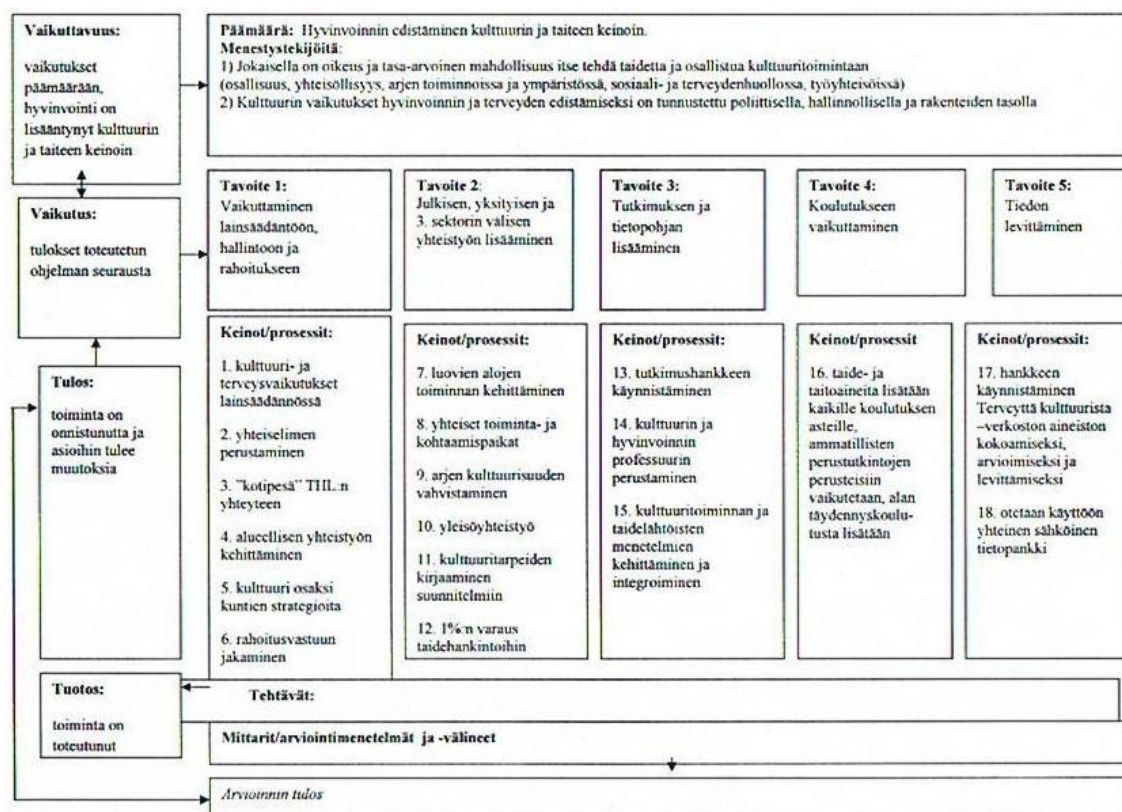 Vaikuttavuus:
vaikutukset
päämäärään,
hyvinvointi on
lisääntynyt kulttuurin
ja taiteen keinoin
Päämäärä: Hyvinvoinnin edistäminen kulttuurin ja taiteen keinoin.
Menestystekijöitä:
1) Jokaisella on oikeus ja tasa-arvoinen mahdollisuus itse tehdä taidetta ja osallistua kulttuuritoimintaan
(osallisuus, yhteisöllisyys, arjen toiminnoissa ja ympäristössä, sosiaali- ja terveydenhuollossa, työyhteisöissä)
2) Kulttuurin vaikutukset hyvinvoinnin ja terveyden edistämiseksi on tunnustettu poliittisella, hallinnollisella ja rakenteiden tasolla
Vaikutus:
tulokset toteutetun
ohjelman seurausta
Tavoite 1:
Vaikuttaminen
lainsäädäntöön,
hallintoon ja
rahoitukseen
Tavoite 2:
Julkisen, yksityisen ja
3. sektorin välisen
yhteistyön lisääminen
Tavoite 3:
Tutkimuksen ja
tietopohjan
lisääminen
Tavoite 4:
Koulutukseen
vaikuttaminen
Tavoite 5:
Tiedon
levittäminen
Tulos:
toiminta on
onnistunutta ja
asioihin tulee
muutoksia
Keinot/prosessit:
1. kulttuuri- ja
terveysvaikutukset
lainsäädännössä
2. yhteiselimen
perustaminen
3. "kotipesä" THL:n
yhteyteen
4. alueellisen yhteistyön
kehittäminen
5. kulttuuri osaksi
kuntien strategioita
6. rahoitusvastuun
jakaminen
Keinot/prosessit:
7. luovien alojen
toiminnan kehittäminen
8. yhteiset toiminta- ja
kohtaamispaikat
9. arjen kulttuurisuuden
vahvistaminen
10. yleisöyhteistyö
11. kulttuuritarpeiden
kirjaaminen
suunnitelmiin
12. 1%:n varaus
taidehankintoihin
Keinot/prosessit:
13. tutkimushankkeen
käynnistäminen
14. kulttuurin ja
hyvinvoinnin
professuurin
perustaminen
15. kulttuuritoiminnan ja
taidelähtöisten
menetelmien
kehittäminen ja
integroiminen
Keinot/prosessit
16. taide- ja
taitoaineita lisätään
kaikille koulutuksen
asteille,
ammatillisten
perustutkintojen
perusteisiin
vaikutetaan, alan
täydennyskoulu-
tusta lisätään
Keinot/prosessit:
17. hankkeen
käynnistäminen
Terveyttä kulttuurista
–verkoston aineiston
kokoamiseksi,
arvioimiseksi ja
levittämiseksi
18. otetaan käyttöön
yhteinen sähköinen
tietopankki
Tuotos:
toiminta on
toteutunut
Tehtävät:
Mittarit/arviointimenetelmät ja -välineet
Arvioinnin tulos